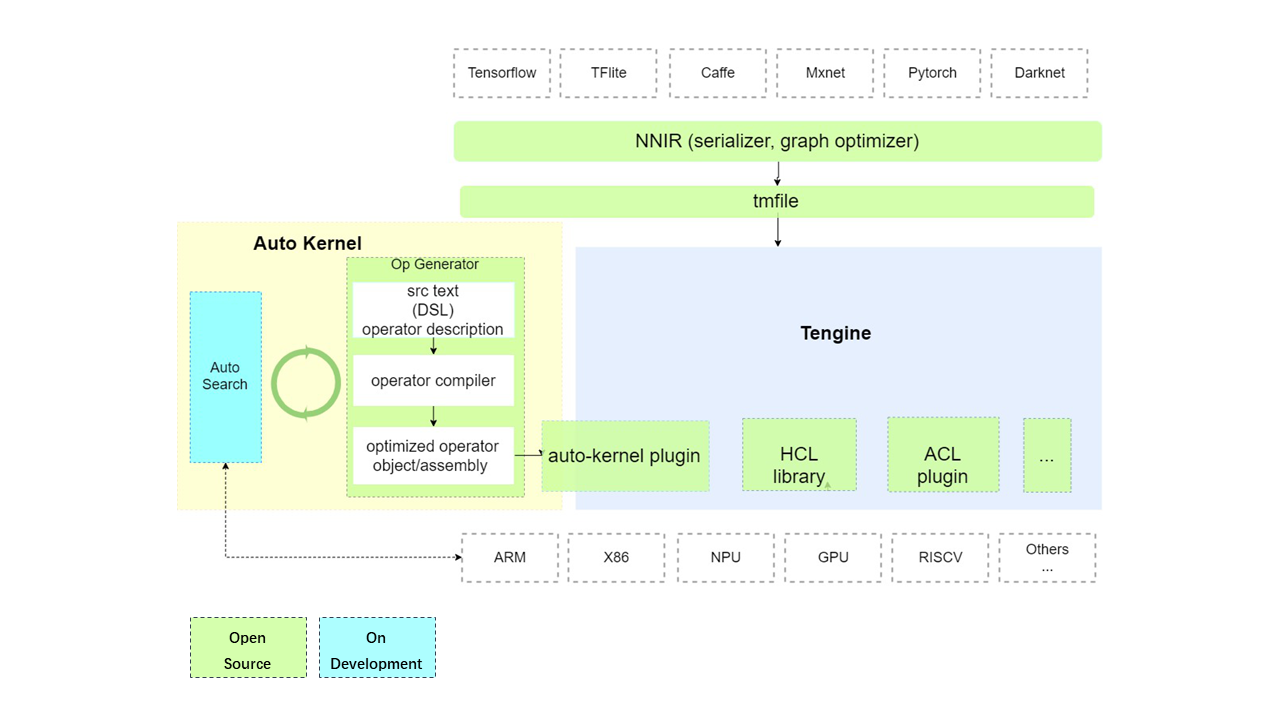 Tensorflow
TFlite
Caffe
Mxnet
Pytorch
Darknet
NNIR (serializer, graph optimizer)
tmfile
Auto Kernel
Op Generator
src text
(DSL)
operator description
Auto
Search
operator compiler
optimized operator
object/assembly
Tengine
auto-kernel plugin
HCL
library
ACL
plugin
...
ARM
X86
NPU
GPU
RISCV
Others
...
Open
Source
On
Development